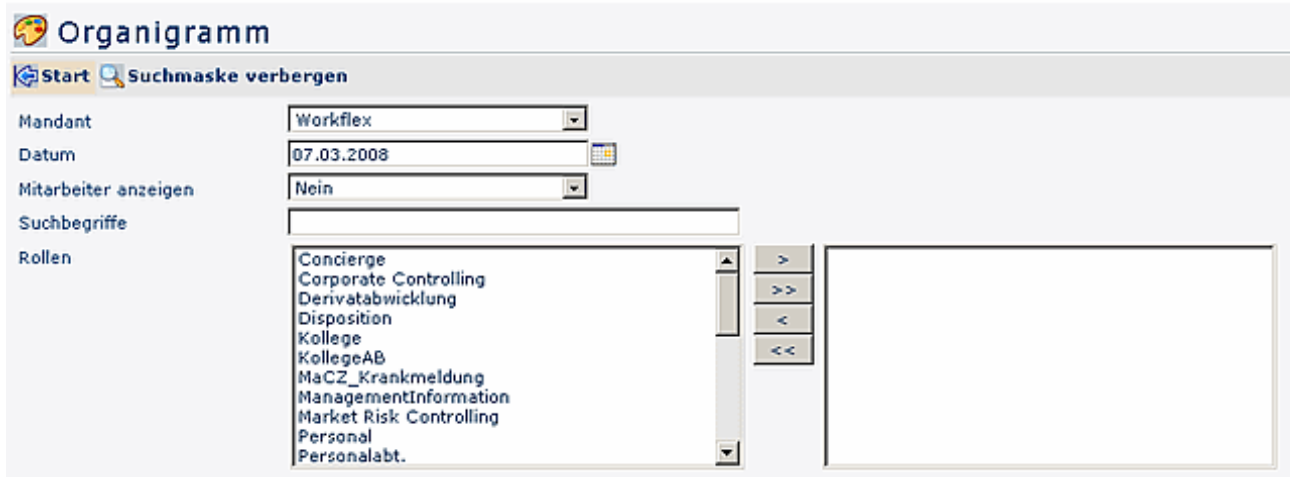 Organigramm
Start Suchmaske verbergen
Mandant Workflex
Datum 07.03.2008
Mitarbeiter anzeigen Nein
Suchbegriffe
Rollen
Concierge
Corporate Controlling
Derivatabwicklung
Disposition
Kollege
KollegeAB
MaCZ_Krankmeldung
ManagementInformation
Market Risk Controlling
Personal
Personalabt.
>
>>
<
<<